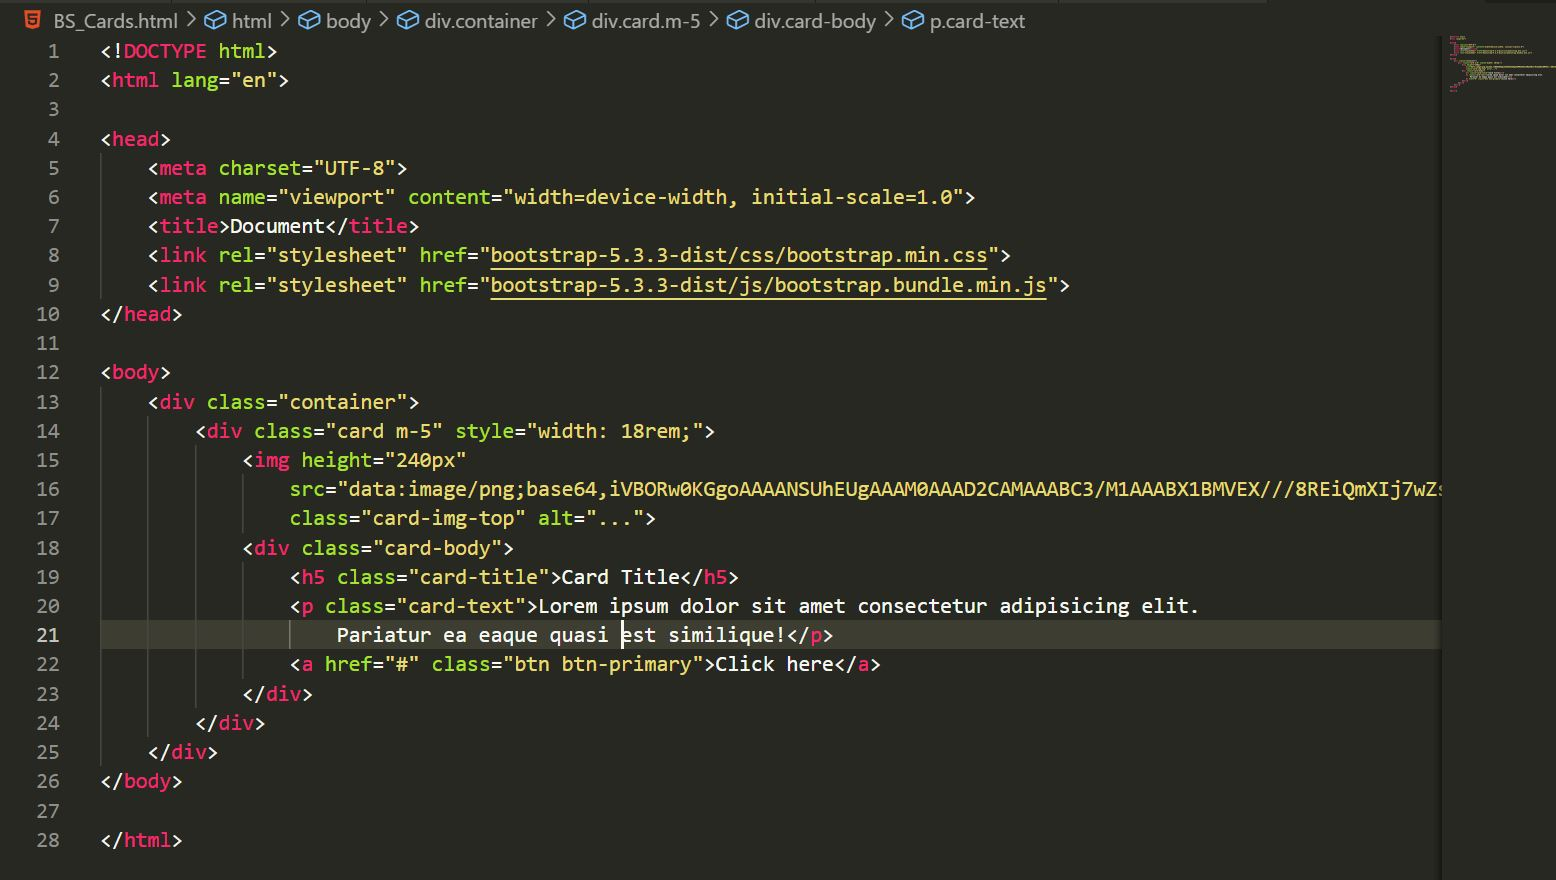 BS_Cards.html > html > body > div.container > div.card.m-5 > div.card-body > p.card-text
1 <!DOCTYPE html>
2 <html lang="en">
3
4 <head>
5     <meta charset="UTF-8">
6     <meta name="viewport" content="width=device-width, initial-scale=1.0">
7     <title>Document</title>
8     <link rel="stylesheet" href="bootstrap-5.3.3-dist/css/bootstrap.min.css">
9     <link rel="stylesheet" href="bootstrap-5.3.3-dist/js/bootstrap.bundle.min.js">
10 </head>
11
12 <body>
13     <div class="container">
14         <div class="card m-5" style="width: 18rem;">
15             <img height="240px"
16                 src="data:image/png;base64,iVBORw0KGgoAAAANSUhEUgAAAM0AAAD2CAMAAABC3/M1AAABX1BMVEX///8REiQmXIj7wZs
17                 class="card-img-top" alt="...">
18             <div class="card-body">
19                 <h5 class="card-title">Card Title</h5>
20                 <p class="card-text">Lorem ipsum dolor sit amet consectetur adipisicing elit.
21                     Pariatur ea eaque quasi est similique!</p>
22                 <a href="#" class="btn btn-primary">Click here</a>
23             </div>
24         </div>
25     </div>
26 </body>
27
28 </html>